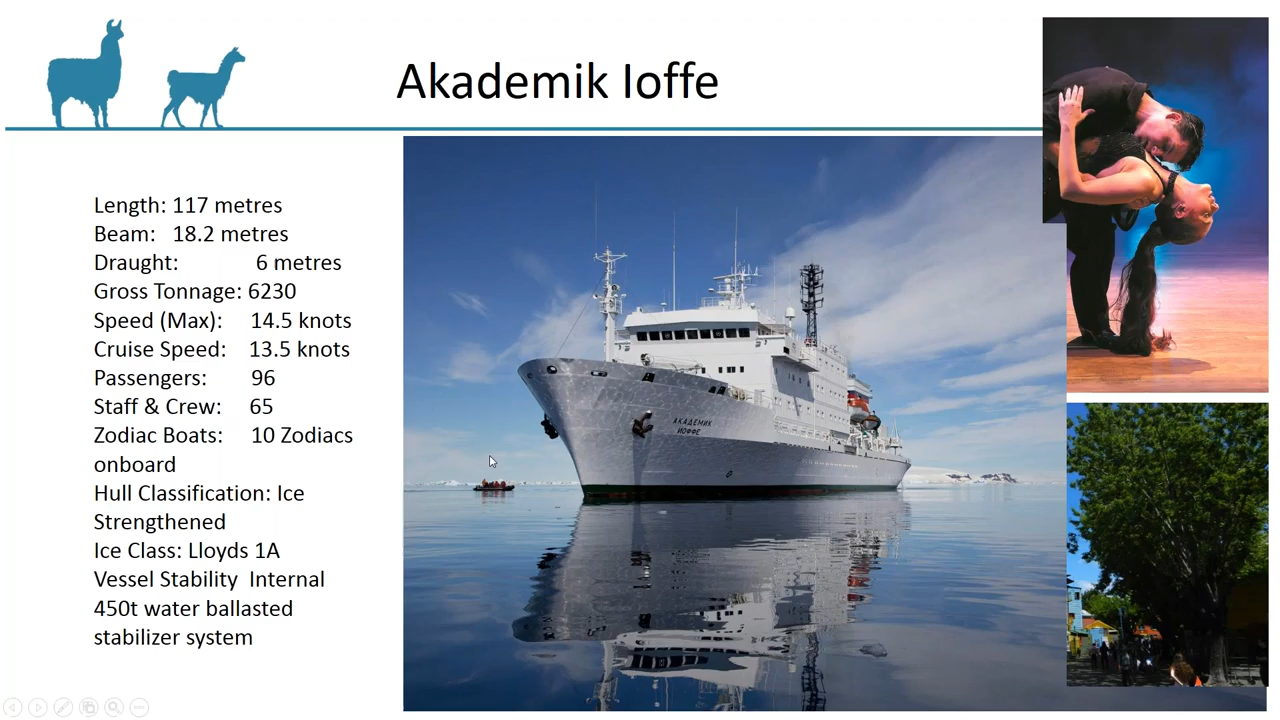 Akademik Ioffe
Length: 117 metres
Beam: 18.2 metres
Draught: 6 metres
Gross Tonnage: 6230
Speed (Max): 14.5 knots
Cruise Speed: 13.5 knots
Passengers: 96
Staff & Crew: 65
Zodiac Boats: 10 Zodiacs
onboard
Hull Classification: Ice
Strengthened
Ice Class: Lloyds 1A
Vessel Stability Internal
450t water ballasted
stabilizer system
АКАДЕМИК
ИОФФЕ